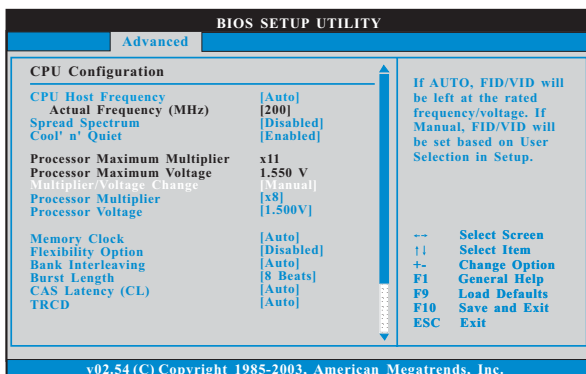 BIOS SETUP UTILITY
Advanced
CPU Configuration
CPU Host Frequency [Auto]
Actual Frequency (MHz) [200]
Spread Spectrum [Disabled]
Cool' n' Quiet [Enabled]
Processor Maximum Multiplier x11
Processor Maximum Voltage 1.550 V
Multiplier/Voltage Change [Manual]
Processor Multiplier [x8]
Processor Voltage [1.500V]
Memory Clock [Auto]
Flexibility Option [Disabled]
Bank Interleaving [Auto]
Burst Length [8 Beats]
CAS Latency (CL) [Auto]
TRCD [Auto]
If AUTO, FID/VID will
be left at the rated
frequency/voltage. If
Manual, FID/VID will
be set based on User
Selection in Setup.
←→ Select Screen
↑↓ Select Item
+- Change Option
F1 General Help
F9 Load Defaults
F10 Save and Exit
ESC Exit
v02.54 (C) Copyright 1985-2003, American Megatrends, Inc.